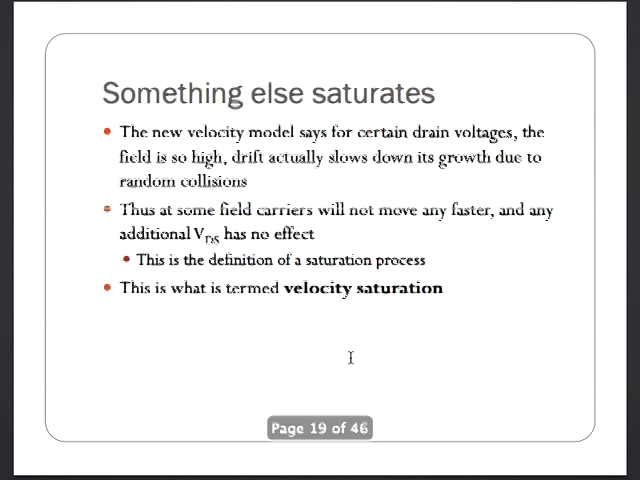 Something else saturates
• The new velocity model says for certain drain voltages, the
field is so high, drift actually slows down its growth due to
random collisions
• Thus at some field carriers will not move any faster, and any
additional VDS has no effect
• This is the definition of a saturation process
• This is what is termed velocity saturation
Page 19 of 46